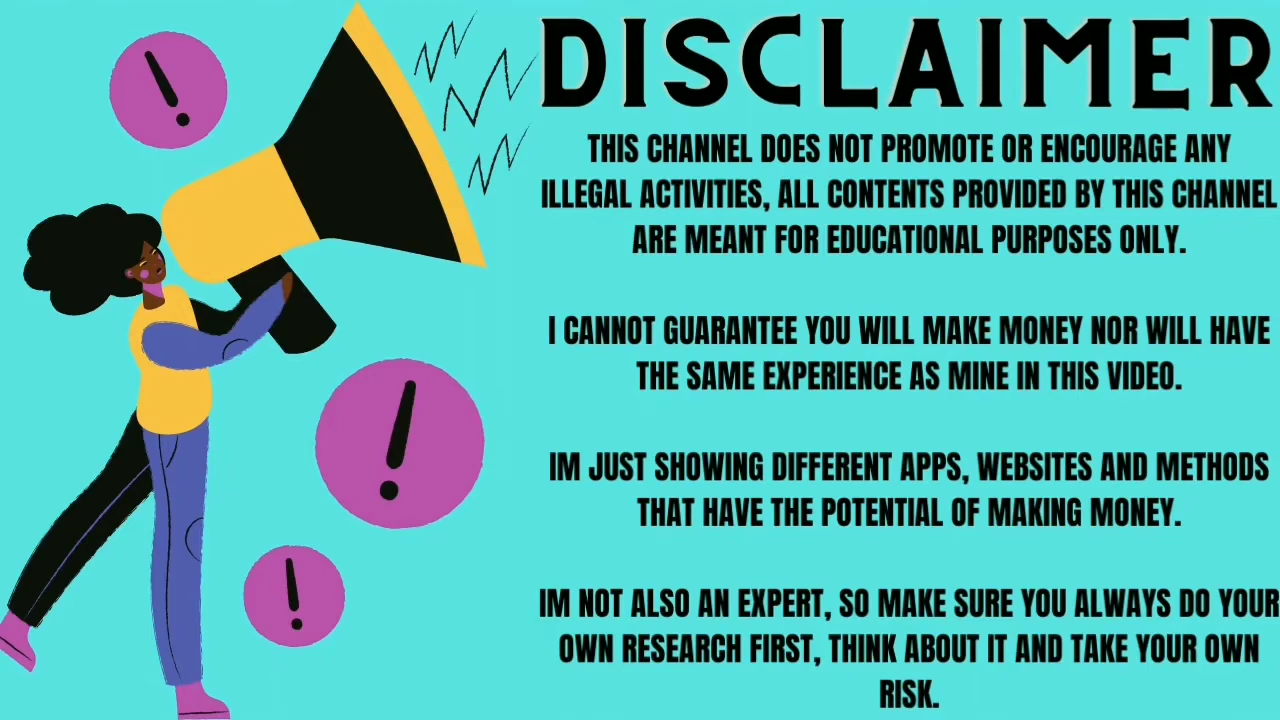 DISCLAIMER
THIS CHANNEL DOES NOT PROMOTE OR ENCOURAGE ANY
ILLEGAL ACTIVITIES, ALL CONTENTS PROVIDED BY THIS CHANNEL
ARE MEANT FOR EDUCATIONAL PURPOSES ONLY.
I CANNOT GUARANTEE YOU WILL MAKE MONEY NOR WILL HAVE
THE SAME EXPERIENCE AS MINE IN THIS VIDEO.
IM JUST SHOWING DIFFERENT APPS, WEBSITES AND METHODS
THAT HAVE THE POTENTIAL OF MAKING MONEY.
IM NOT ALSO AN EXPERT, SO MAKE SURE YOU ALWAYS DO YOUR
OWN RESEARCH FIRST, THINK ABOUT IT AND TAKE YOUR OWN
RISK.